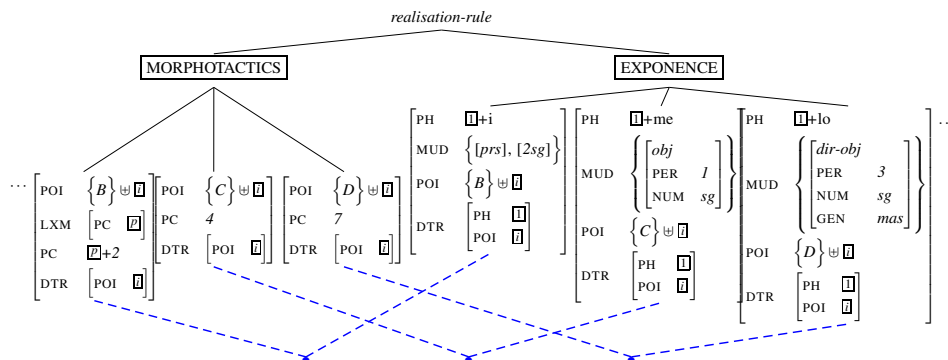 realisation-rule
MORPHOTACTICS
EXPONENCE
...
POI {B} ⊎ i
LXM [PC p]
PC p+2
DTR [POI i]
POI {C} ⊎ i
PC 4
DTR [POI i]
POI {D} ⊎ i
PC 7
DTR [POI i]
PH 1+i
MUD {[prs], [2sg]}
POI {B} ⊎ i
DTR [PH 1
POI i]
PH 1+me
MUD {[obj
PER 1
NUM sg]}
POI {C} ⊎ i
DTR [PH 1
POI i]
PH 1+lo
MUD {[dir-obj
PER 3
NUM sg
GEN mas]}
POI {D} ⊎ i
DTR [PH 1
POI i]
...